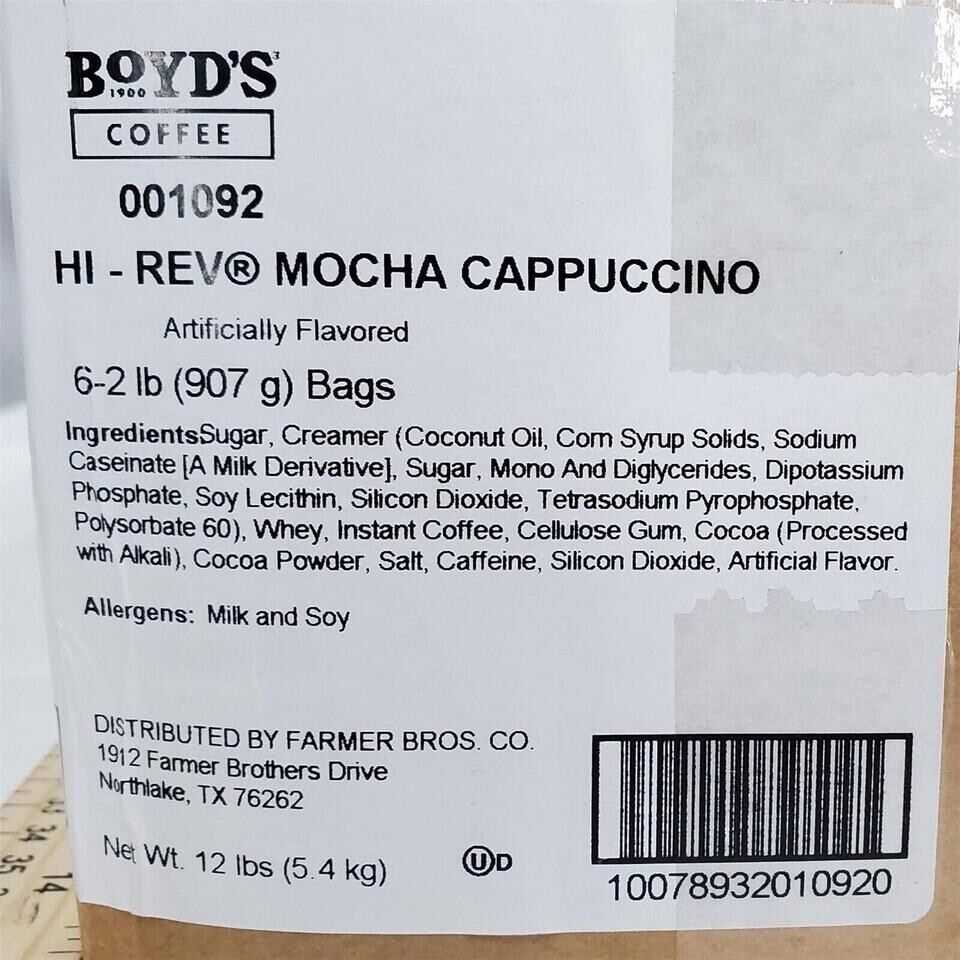 BOYD'S
1900
COFFEE
001092
HI - REV® MOCHA CAPPUCCINO
Artificially Flavored
6-2 lb (907 g) Bags
IngredientsSugar, Creamer (Coconut Oil, Corn Syrup Solids, Sodium
Caseinate [A Milk Derivative], Sugar, Mono And Diglycerides, Dipotassium
Phosphate, Soy Lecithin, Silicon Dioxide, Tetrasodium Pyrophosphate,
Polysorbate 60), Whey, Instant Coffee, Cellulose Gum, Cocoa (Processed
with Alkali), Cocoa Powder, Salt, Caffeine, Silicon Dioxide, Artificial Flavor.
Allergens: Milk and Soy
DISTRIBUTED BY FARMER BROS. CO.
1912 Farmer Brothers Drive
Northlake, TX 76262
Net Wt. 12 lbs (5.4 kg)
UD
10078932010920
33 34 35
14